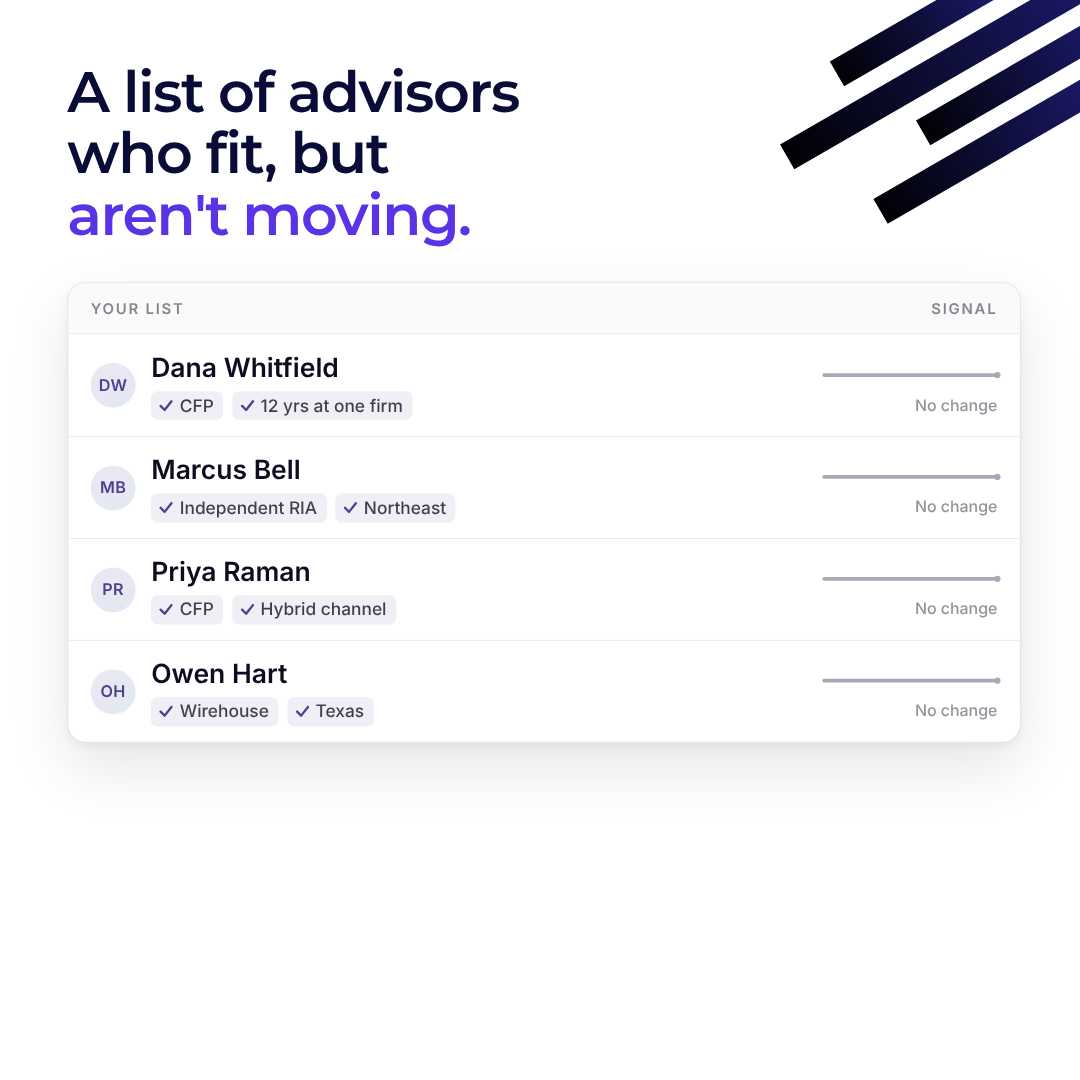 A list of advisors
who fit, but
aren't moving.
YOUR LIST SIGNAL
DW Dana Whitfield
CFP 12 yrs at one firm No change
MB Marcus Bell
Independent RIA Northeast No change
PR Priya Raman
CFP Hybrid channel No change
OH Owen Hart
Wirehouse Texas No change